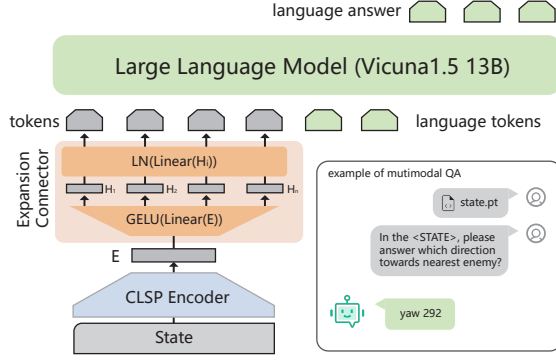 language answer
Large Language Model (Vicuna1.5 13B)
tokens
language tokens
Expansion
Connector
LN(Linear(Hᵢ))
H₁
H₂
Hₙ
GELU(Linear(E))
E
CLSP Encoder
State
example of mutimodal QA
state.pt
In the <STATE>, please
answer which direction
towards nearest enemy?
yaw 292